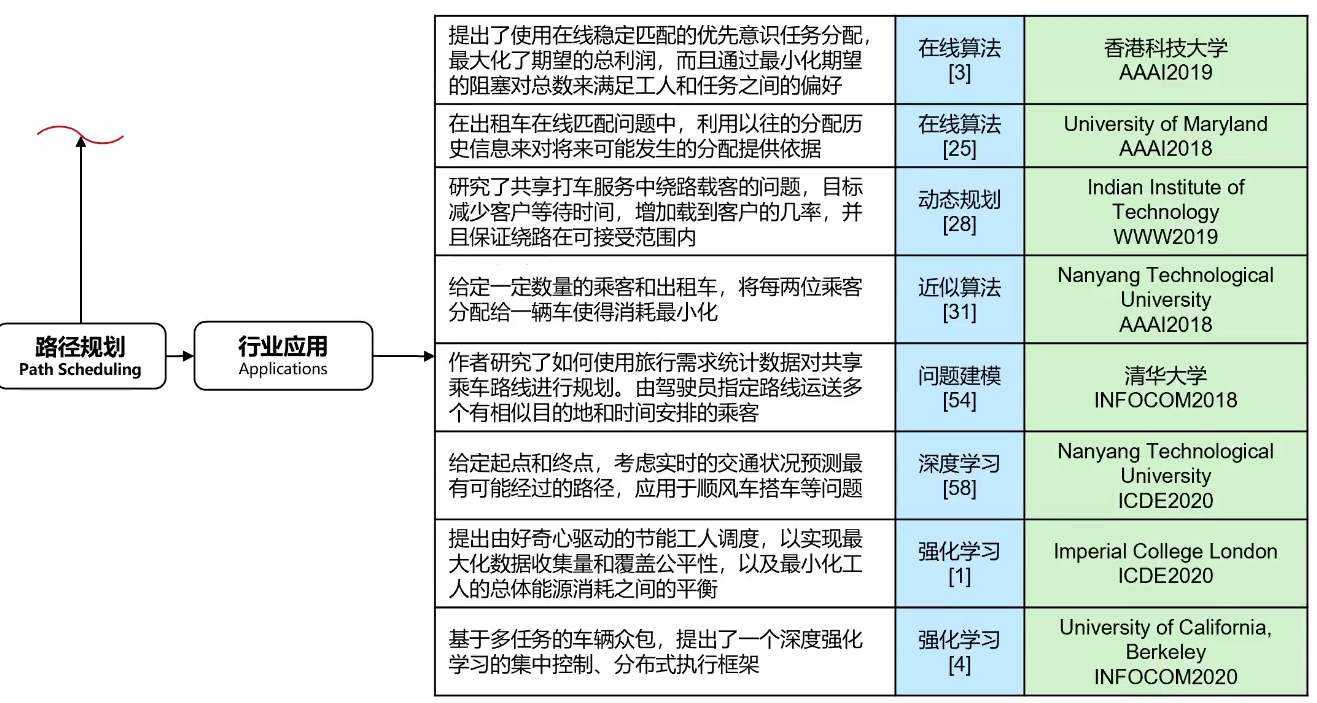 提出了使用在线稳定匹配的优先意识任务分配，
最大化了期望的总利润，而且通过最小化期望
的阻塞对总数来满足工人和任务之间的偏好
在线算法
[3]
香港科技大学
AAAI2019
在出租车在线匹配问题中，利用以往的分配历
史信息来对将来可能发生的分配提供依据
在线算法
[25]
University of Maryland
AAAI2018
研究了共享打车服务中绕路载客的问题，目标
减少客户等待时间，增加载到客户的几率，并
且保证绕路在可接受范围内
动态规划
[28]
Indian Institute of
Technology
WWW2019
给定一定数量的乘客和出租车，将每两位乘客
分配给一辆车使得消耗最小化
近似算法
[31]
Nanyang Technological
University
AAAI2018
路径规划
Path Scheduling
行业应用
Applications
作者研究了如何使用旅行需求统计数据对共享
乘车路线进行规划。由驾驶员指定路线运送多
个有相似目的地和时间安排的乘客
问题建模
[54]
清华大学
INFOCOM2018
给定起点和终点，考虑实时的交通状况预测最
有可能经过的路径，应用于顺风车搭车等问题
深度学习
[58]
Nanyang Technological
University
ICDE2020
提出由好奇心驱动的节能工人调度，以实现最
大化数据收集量和覆盖公平性，以及最小化工
人的总体能源消耗之间的平衡
强化学习
[1]
Imperial College London
ICDE2020
基于多任务的车辆众包，提出了一个深度强化
学习的集中控制、分布式执行框架
强化学习
[4]
University of California,
Berkeley
INFOCOM2020